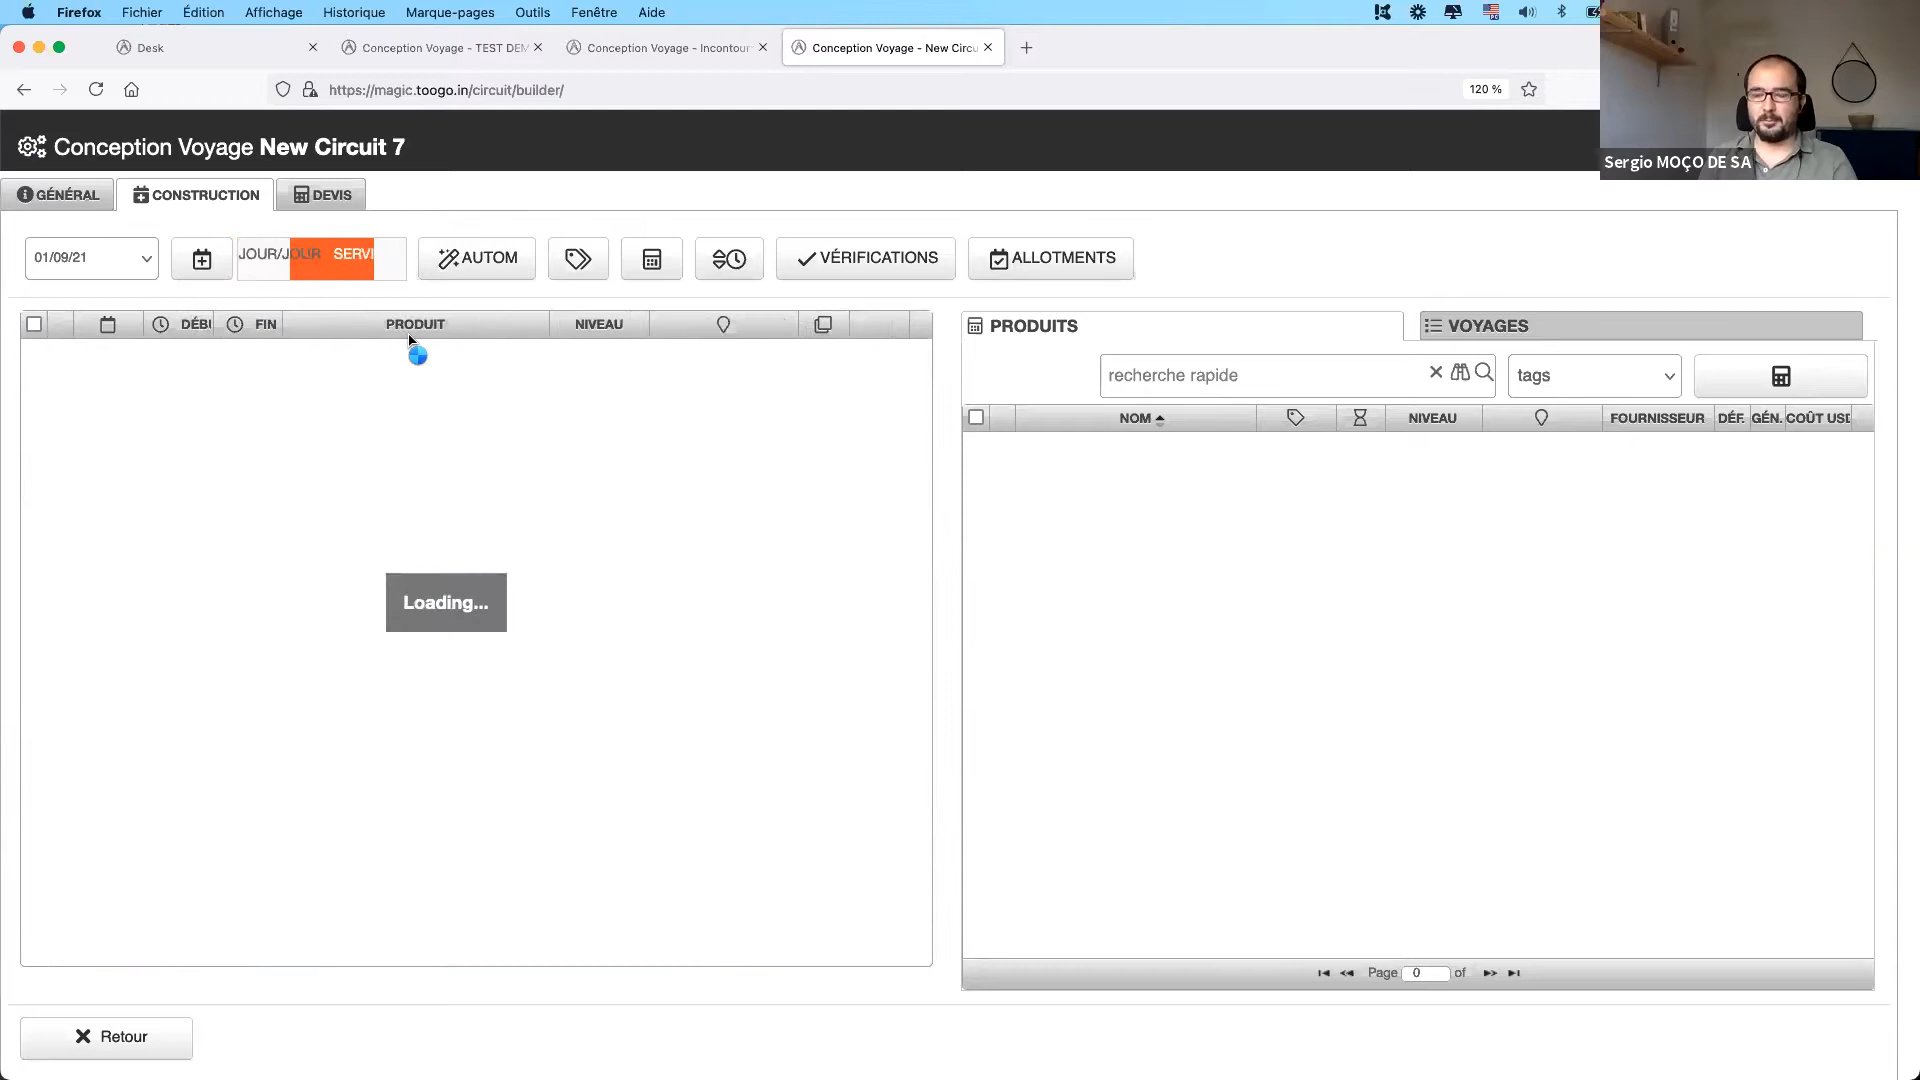 Firefox Fichier Édition Affichage Historique Marque-pages Outils Fenêtre Aide
Desk
Conception Voyage - TEST DEM
Conception Voyage - Incontour
Conception Voyage - New Circu
https://magic.toogo.in/circuit/builder/
120 %
Conception Voyage New Circuit 7
Sergio MOÇO DE SA
GÉNÉRAL
CONSTRUCTION
DEVIS
01/09/21
JOUR/JOUR SERVI
AUTOM
VÉRIFICATIONS
ALLOTMENTS
DÉBU FIN PRODUIT NIVEAU
PRODUITS
VOYAGES
recherche rapide
tags
NOM NIVEAU FOURNISSEUR DÉF. GÉN. COÛT USD
Loading...
Page 0 of
Retour